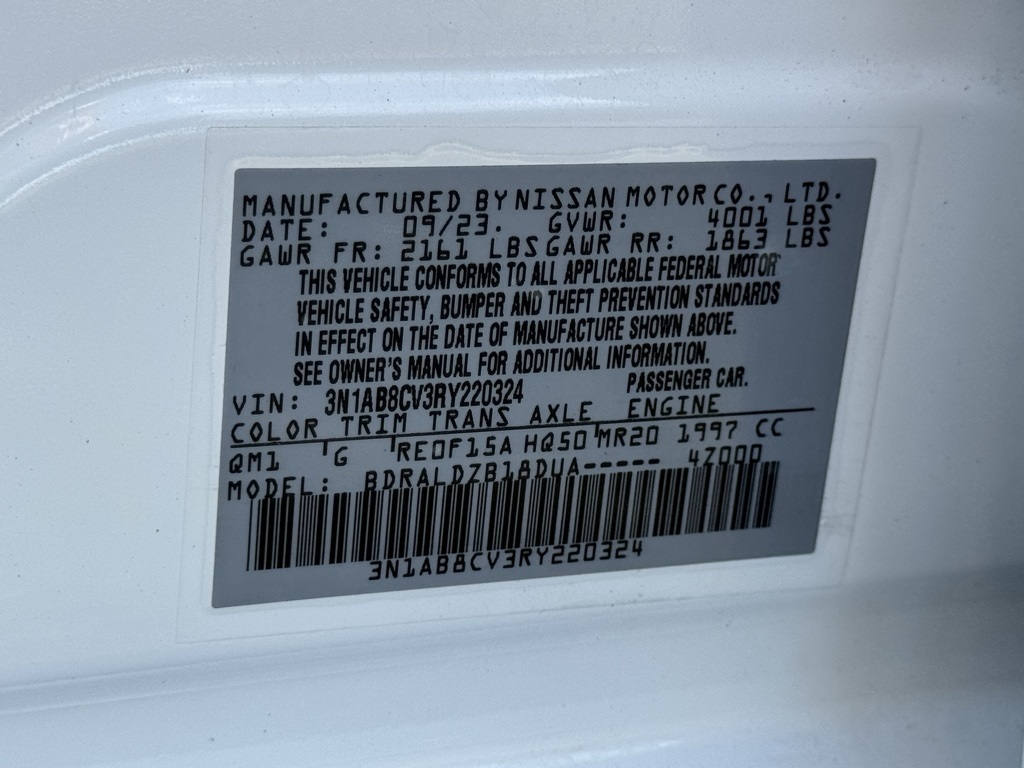 MANUFACTURED BY NISSAN MOTOR CO., LTD.
DATE: 09/23. GVWR: 4001 LBS
GAWR FR: 2161 LBS GAWR RR: 1863 LBS
THIS VEHICLE CONFORMS TO ALL APPLICABLE FEDERAL MOTOR
VEHICLE SAFETY, BUMPER AND THEFT PREVENTION STANDARDS
IN EFFECT ON THE DATE OF MANUFACTURE SHOWN ABOVE.
SEE OWNER'S MANUAL FOR ADDITIONAL INFORMATION.
VIN: 3N1AB8CV3RY220324 PASSENGER CAR.
COLOR TRIM TRANS AXLE ENGINE
QM1 G RE0F15A HQ50 MR20 1997 CC
MODEL: BDRALDZB18DUA----- 4Z000
3N1AB8CV3RY220324